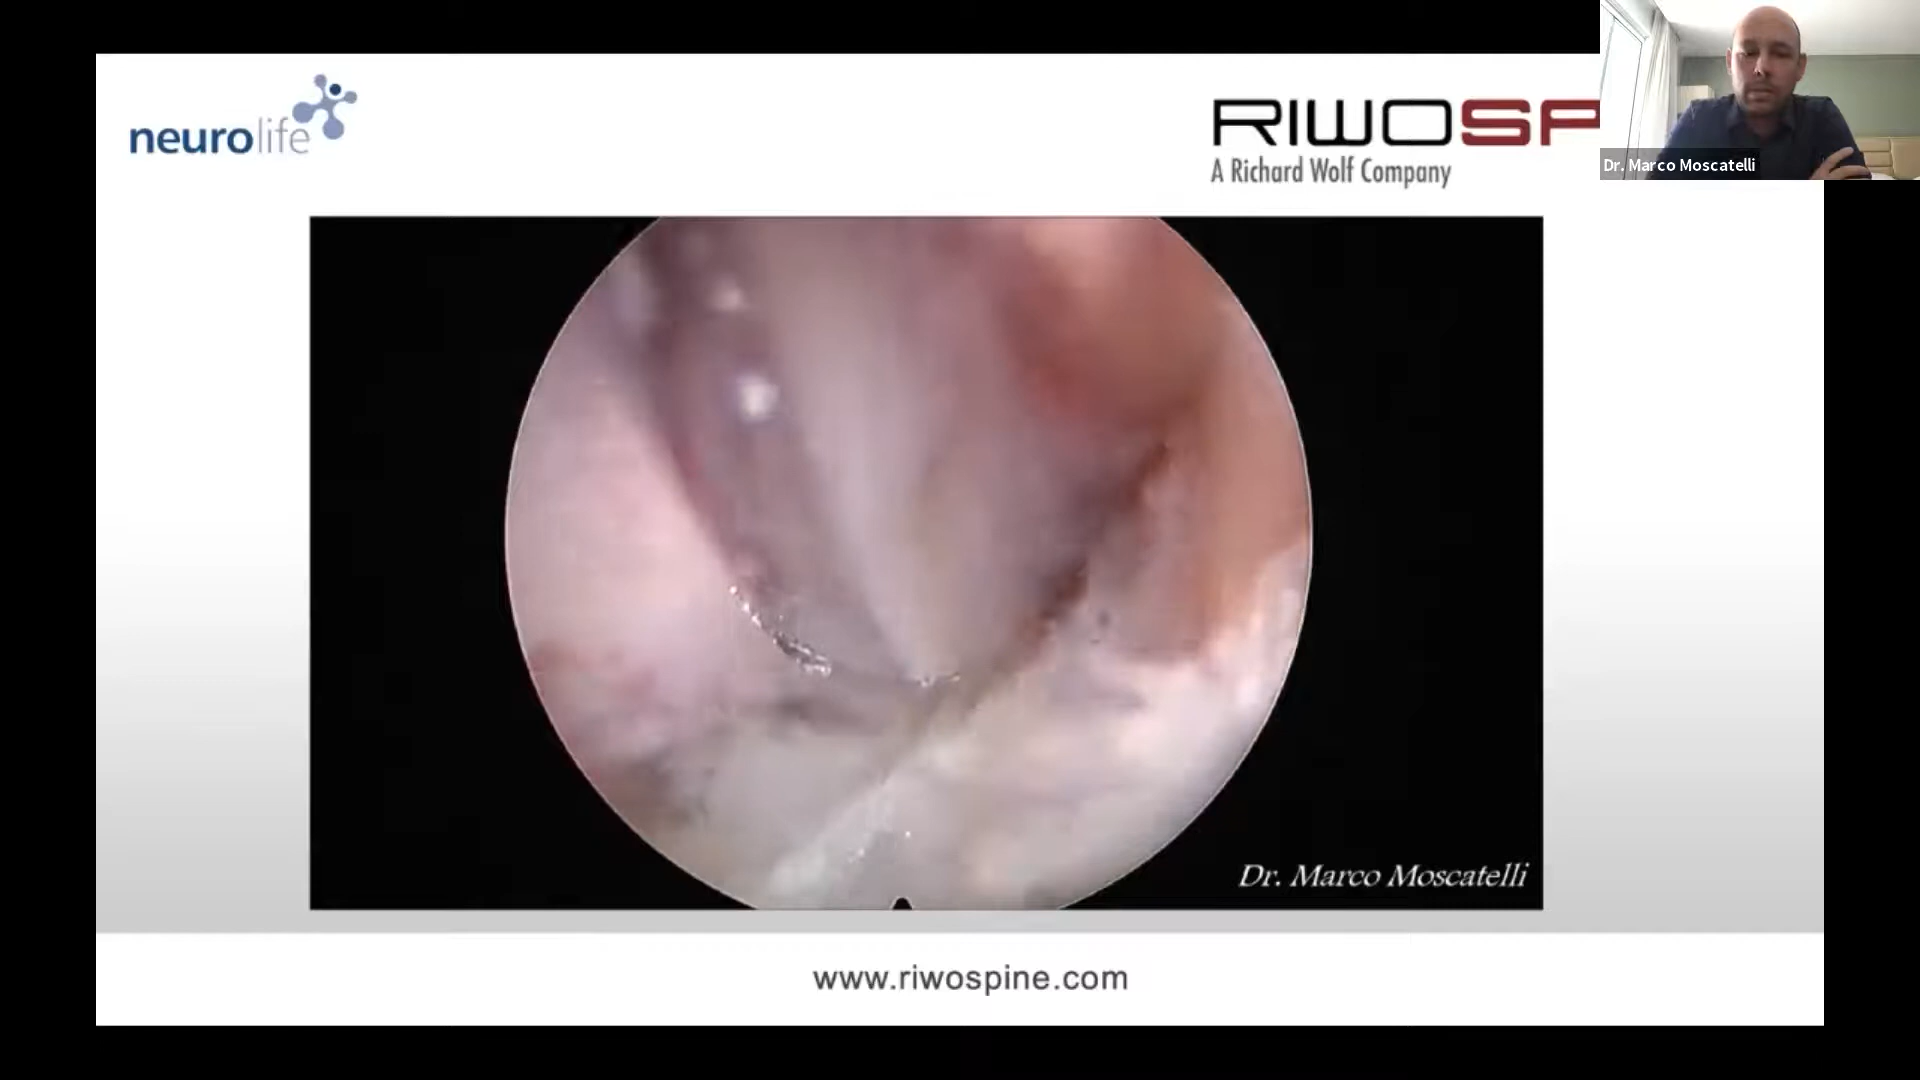 neurolife
RIWOSP
A Richard Wolf Company
Dr. Marco Moscatelli
Dr. Marco Moscatelli
www.riwospine.com